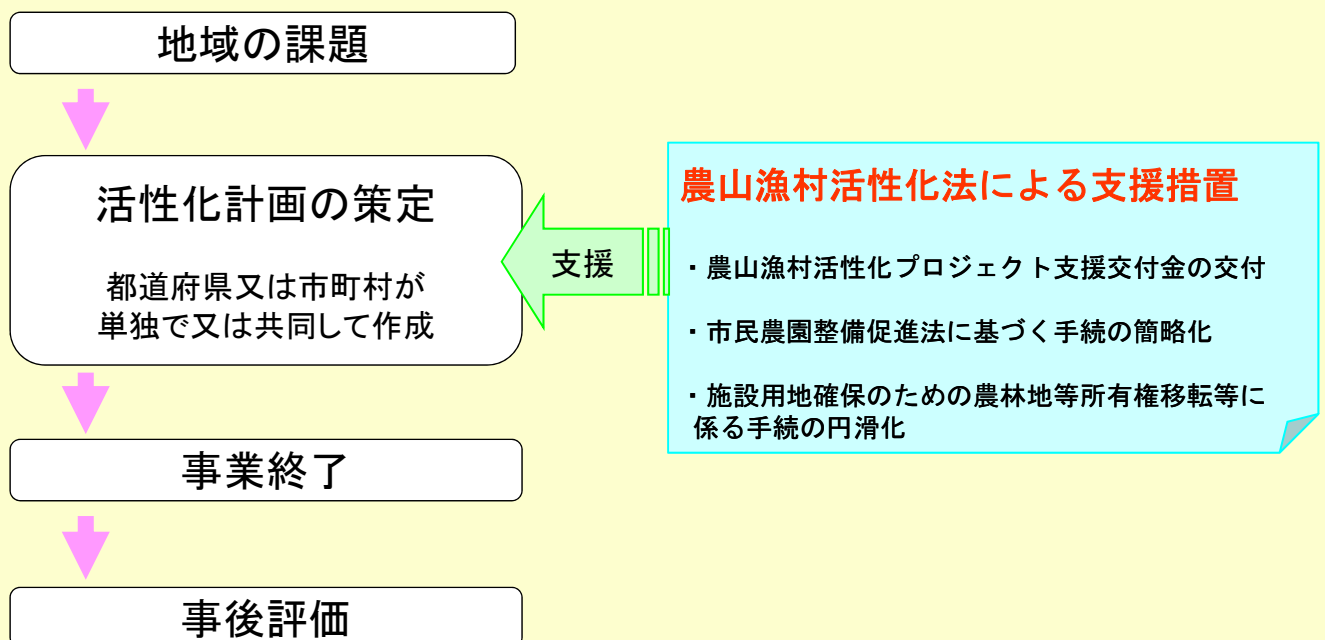 地域の課題
活性化計画の策定
都道府県又は市町村が
単独で又は共同して作成
支援
農山漁村活性化法による支援措置
・農山漁村活性化プロジェクト支援交付金の交付
・市民農園整備促進法に基づく手続の簡略化
・施設用地確保のための農林地等所有権移転等に
係る手続の円滑化
事業終了
事後評価